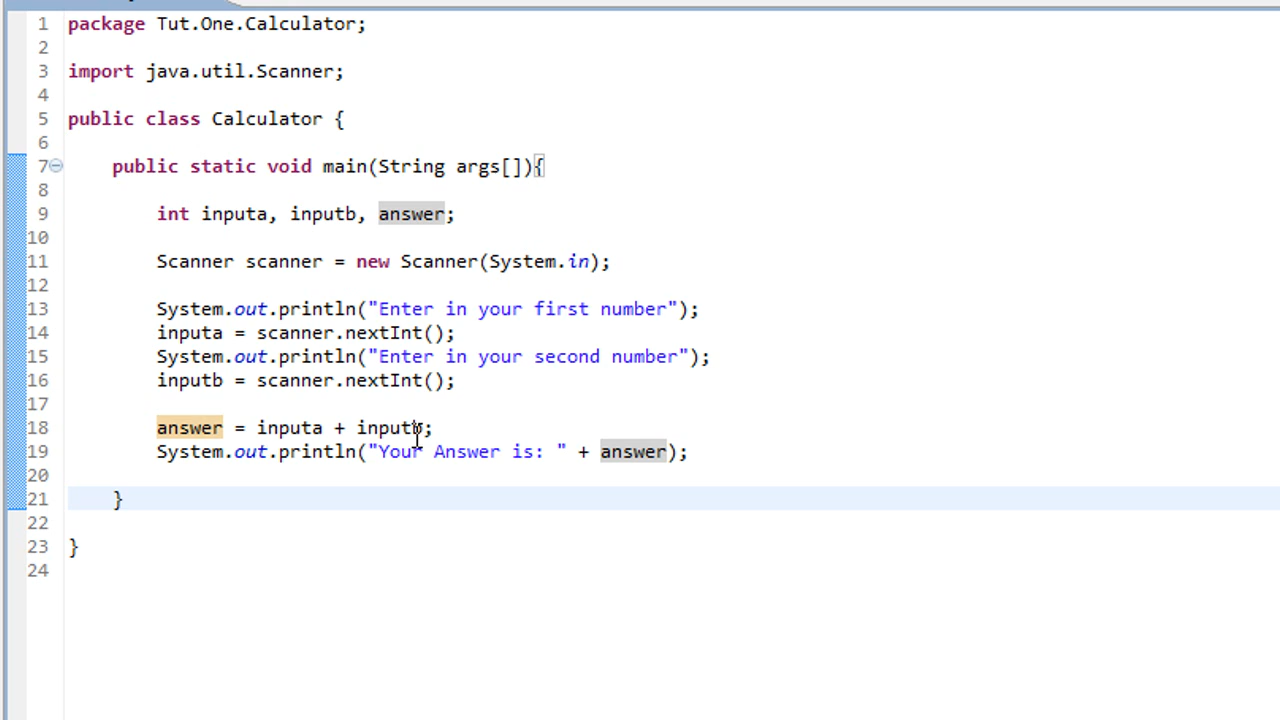 1 package Tut.One.Calculator;
2
3 import java.util.Scanner;
4
5 public class Calculator {
6
7 public static void main(String args[]){
8
9 int inputa, inputb, answer;
10
11 Scanner scanner = new Scanner(System.in);
12
13 System.out.println("Enter in your first number");
14 inputa = scanner.nextInt();
15 System.out.println("Enter in your second number");
16 inputb = scanner.nextInt();
17
18 answer = inputa + inputb;
19 System.out.println("Your Answer is: " + answer);
20
21 }
22
23 }
24